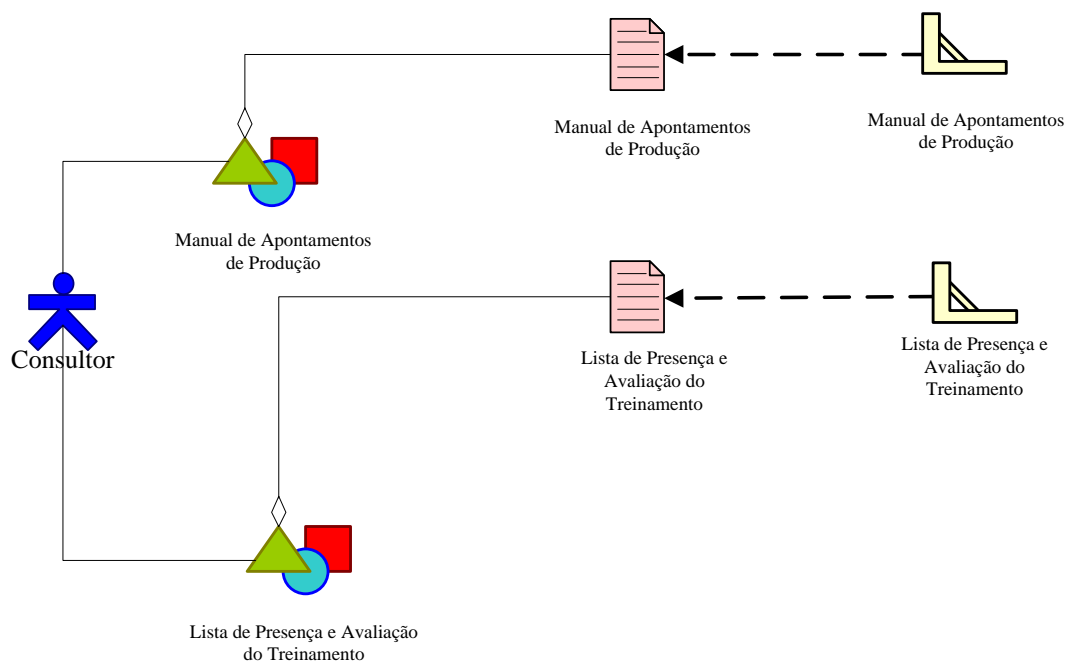 Manual de Apontamentos
de Produção
Manual de Apontamentos
de Produção
Manual de Apontamentos
de Produção
Consultor
Lista de Presença e
Avaliação do
Treinamento
Lista de Presença e
Avaliação do
Treinamento
Lista de Presença e Avaliação
do Treinamento